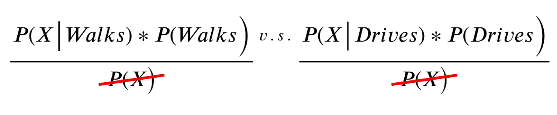 P(X|Walks) ∗ P(Walks) v.s. P(X|Drives) ∗ P(Drives)
P(X) P(X)